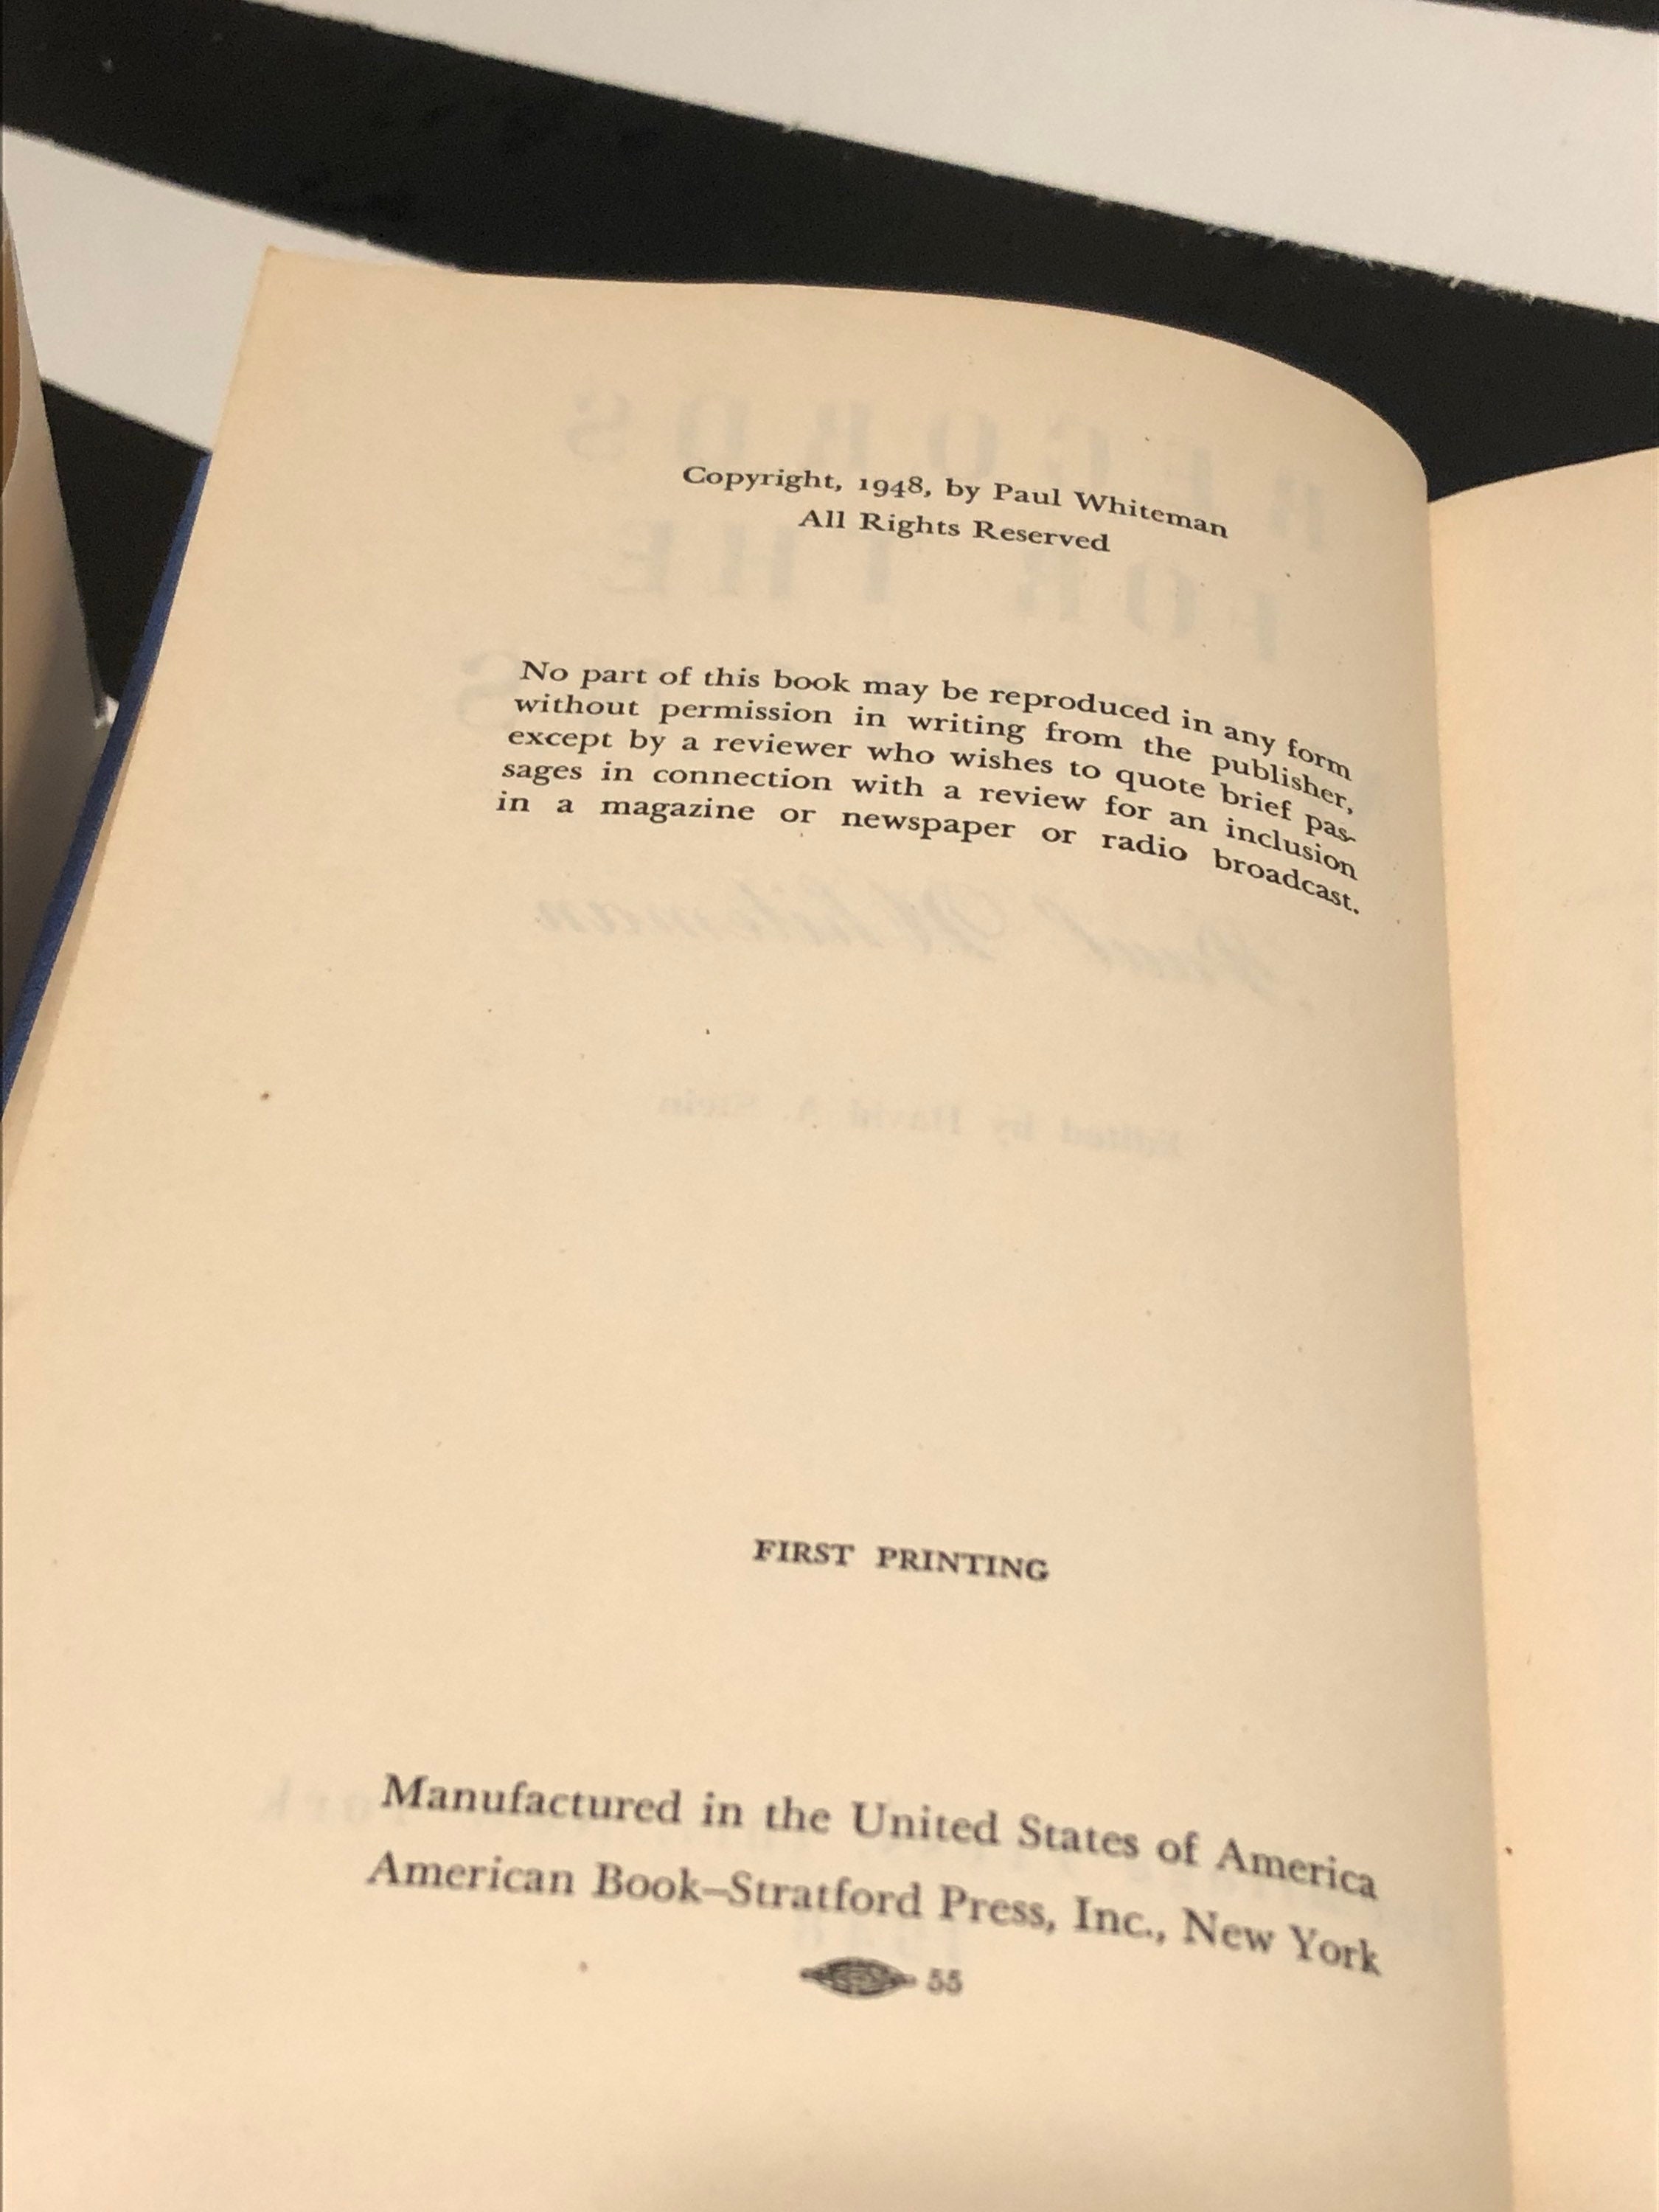 Copyright, 1948, by Paul Whiteman
All Rights Reserved
No part of this book may be reproduced in any form
without permission in writing from the publisher,
except by a reviewer who wishes to quote brief pas-
sages in connection with a review for an inclusion
in a magazine or newspaper or radio broadcast.
FIRST PRINTING
Manufactured in the United States of America
American Book–Stratford Press, Inc., New York
55